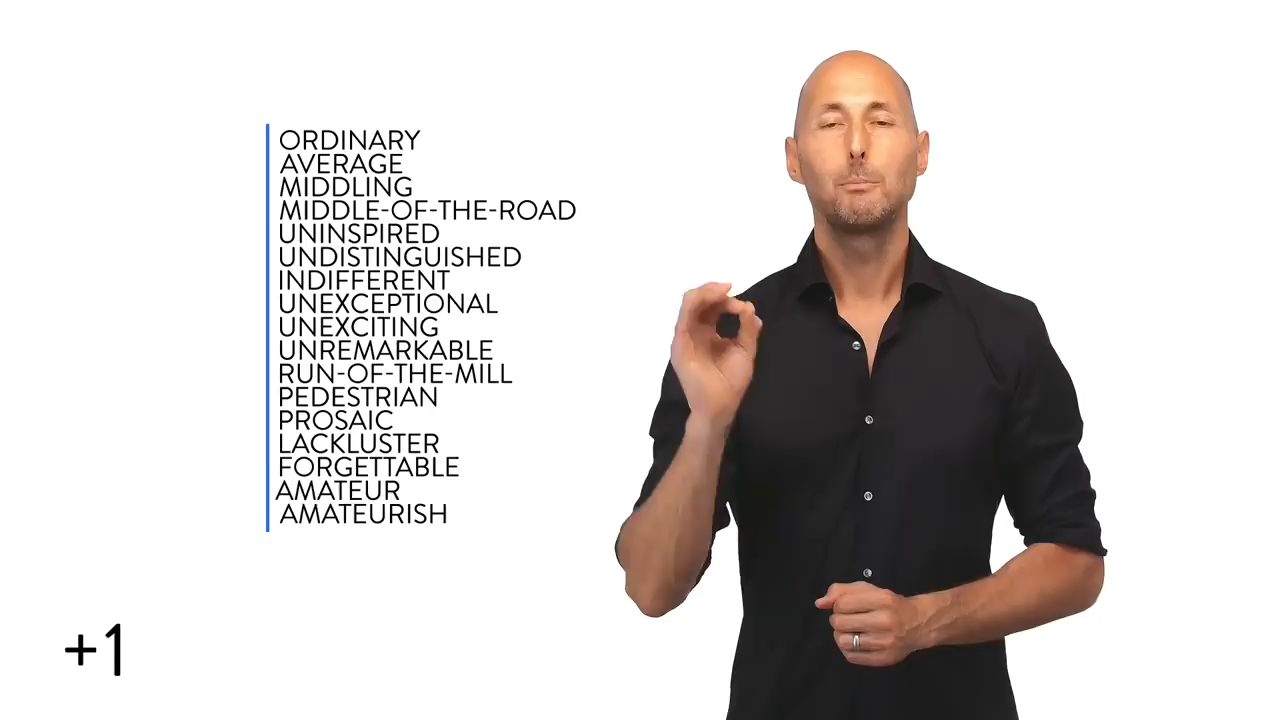 ORDINARY
AVERAGE
MIDDLING
MIDDLE-OF-THE-ROAD
UNINSPIRED
UNDISTINGUISHED
INDIFFERENT
UNEXCEPTIONAL
UNEXCITING
UNREMARKABLE
RUN-OF-THE-MILL
PEDESTRIAN
PROSAIC
LACKLUSTER
FORGETTABLE
AMATEUR
AMATEURISH
+1